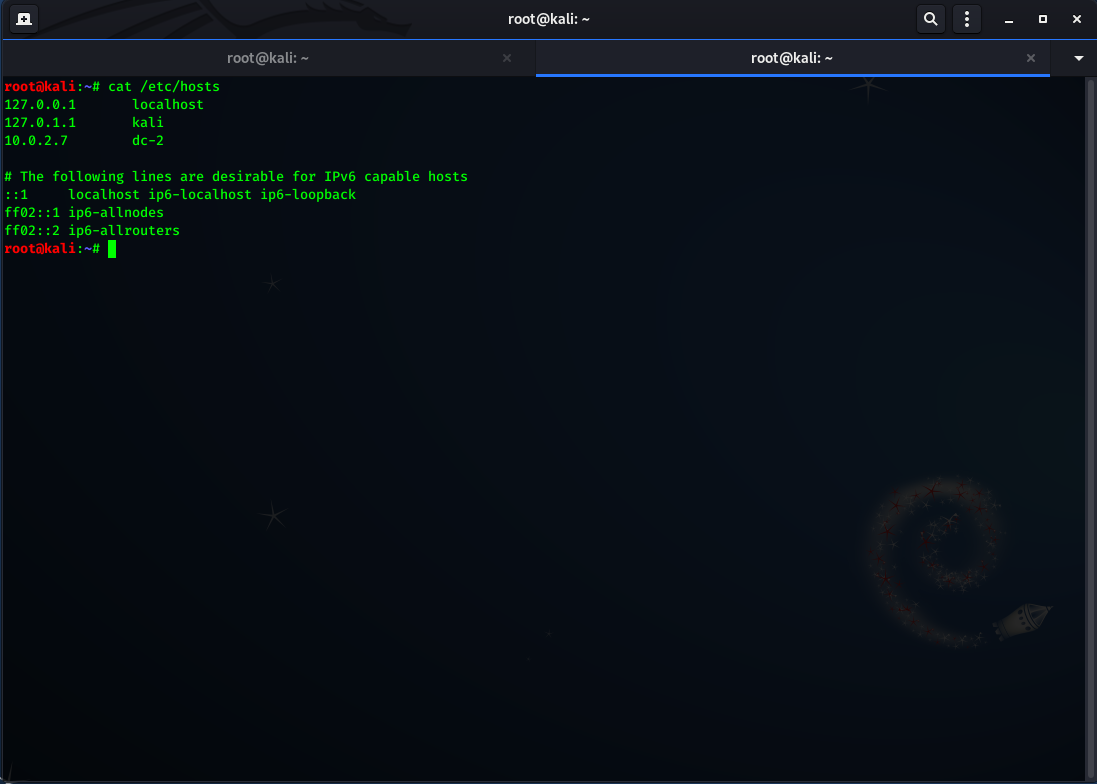 root@kali: ~
root@kali: ~
root@kali: ~
root@kali:~# cat /etc/hosts
127.0.0.1       localhost
127.0.1.1       kali
10.0.2.7        dc-2

# The following lines are desirable for IPv6 capable hosts
::1     localhost ip6-localhost ip6-loopback
ff02::1 ip6-allnodes
ff02::2 ip6-allrouters
root@kali:~#